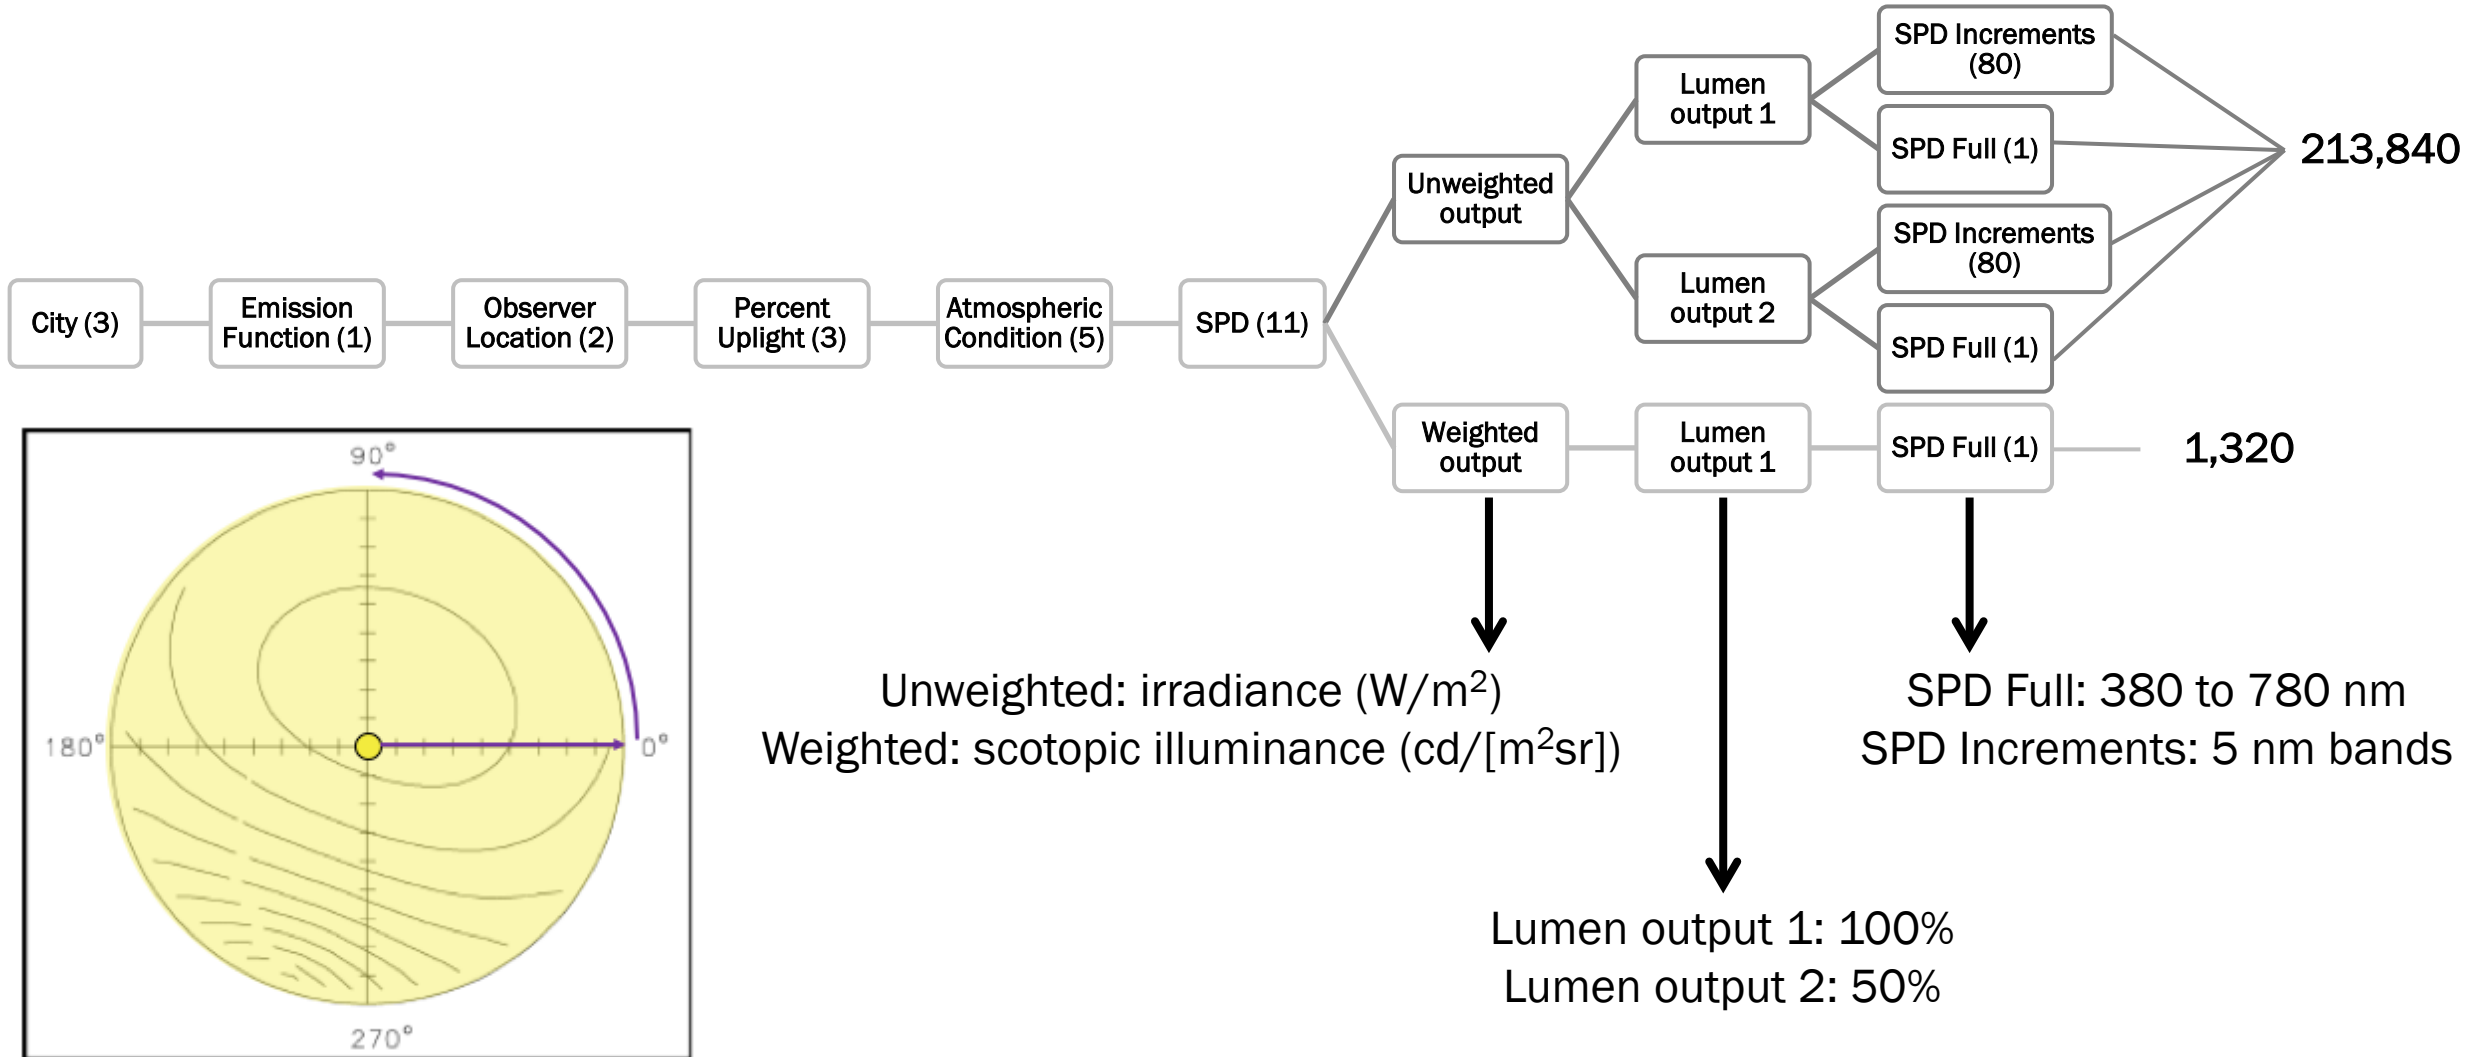 City (3)
Emission
Function (1)
Observer
Location (2)
Percent
Uplight (3)
Atmospheric
Condition (5)
SPD (11)
Unweighted
output
Lumen
output 1
SPD Increments
(80)
SPD Full (1)
Lumen
output 2
SPD Increments
(80)
SPD Full (1)
213,840
Weighted
output
Lumen
output 1
SPD Full (1)
1,320
90°
180°
0°
270°
Unweighted: irradiance (W/m²)
Weighted: scotopic illuminance (cd/[m²sr])
SPD Full: 380 to 780 nm
SPD Increments: 5 nm bands
Lumen output 1: 100%
Lumen output 2: 50%